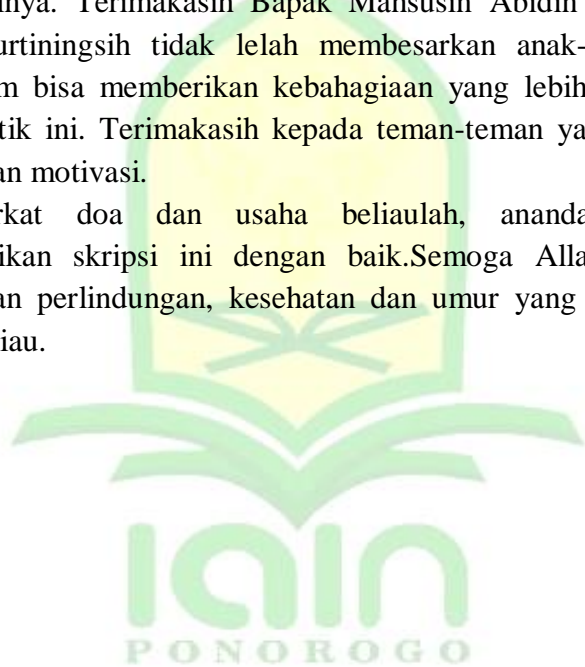 nya. Terimakasih Bapak Mansusin Abidin
urtiningsih tidak lelah membesarkan anak-
m bisa memberikan kebahagiaan yang lebih
tik ini. Terimakasih kepada teman-teman ya
an motivasi.
rkat doa dan usaha beliaulah, ananda
ikan skripsi ini dengan baik.Semoga Alla
an perlindungan, kesehatan dan umur yang
iau.
iain
PONOROGO